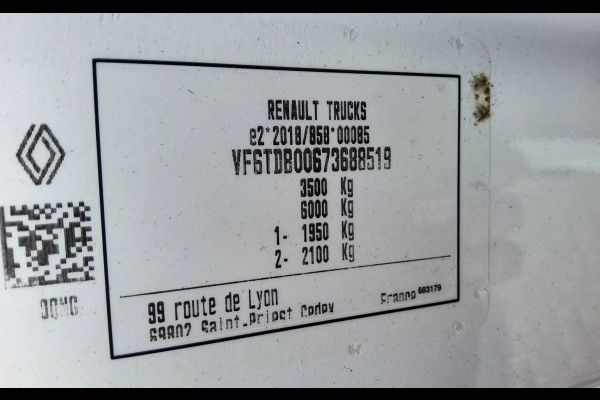 RENAULT TRUCKS
e2*2018/858*00085
VF6TDB00673688519
3500 Kg
6000 Kg
1- 1950 Kg
2- 2100 Kg
99 route de Lyon
69802 Saint-Priest Cedex France 683179